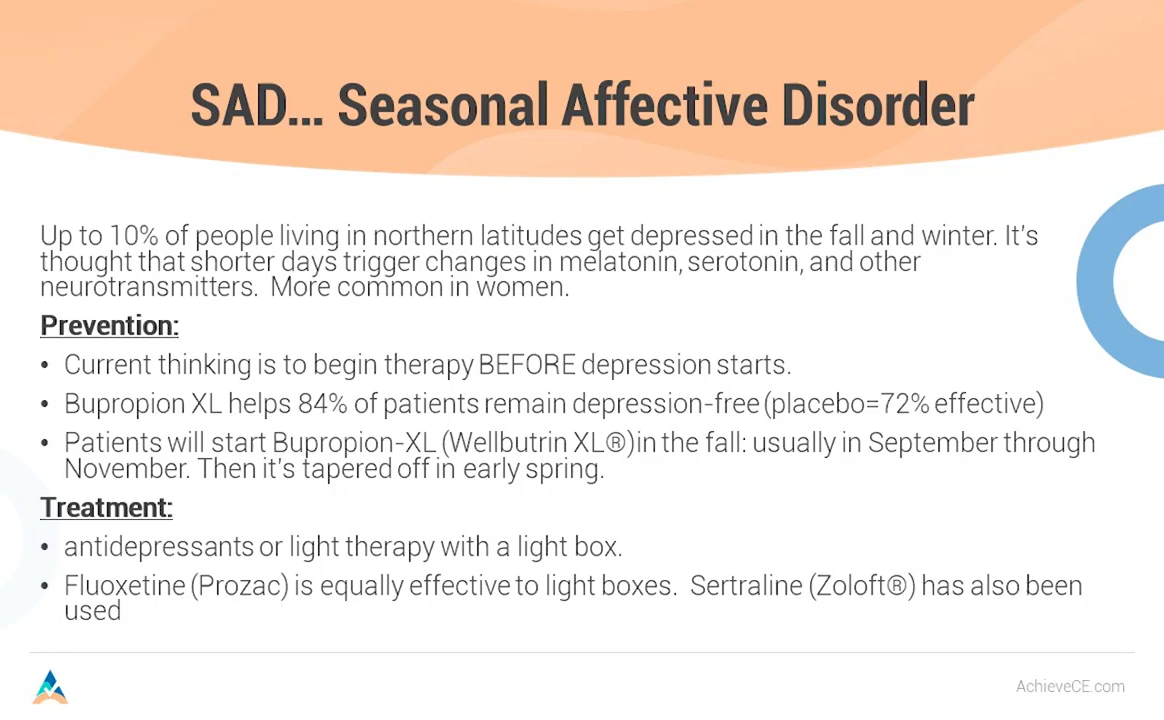 SAD... Seasonal Affective Disorder
Up to 10% of people living in northern latitudes get depressed in the fall and winter. It's
thought that shorter days trigger changes in melatonin, serotonin, and other
neurotransmitters.  More common in women.
Prevention:
• Current thinking is to begin therapy BEFORE depression starts.
• Bupropion XL helps 84% of patients remain depression-free (placebo=72% effective)
• Patients will start Bupropion-XL (Wellbutrin XL®)in the fall: usually in September through
November. Then it's tapered off in early spring.
Treatment:
• antidepressants or light therapy with a light box.
• Fluoxetine (Prozac) is equally effective to light boxes.  Sertraline (Zoloft®) has also been
used
AchieveCE.com